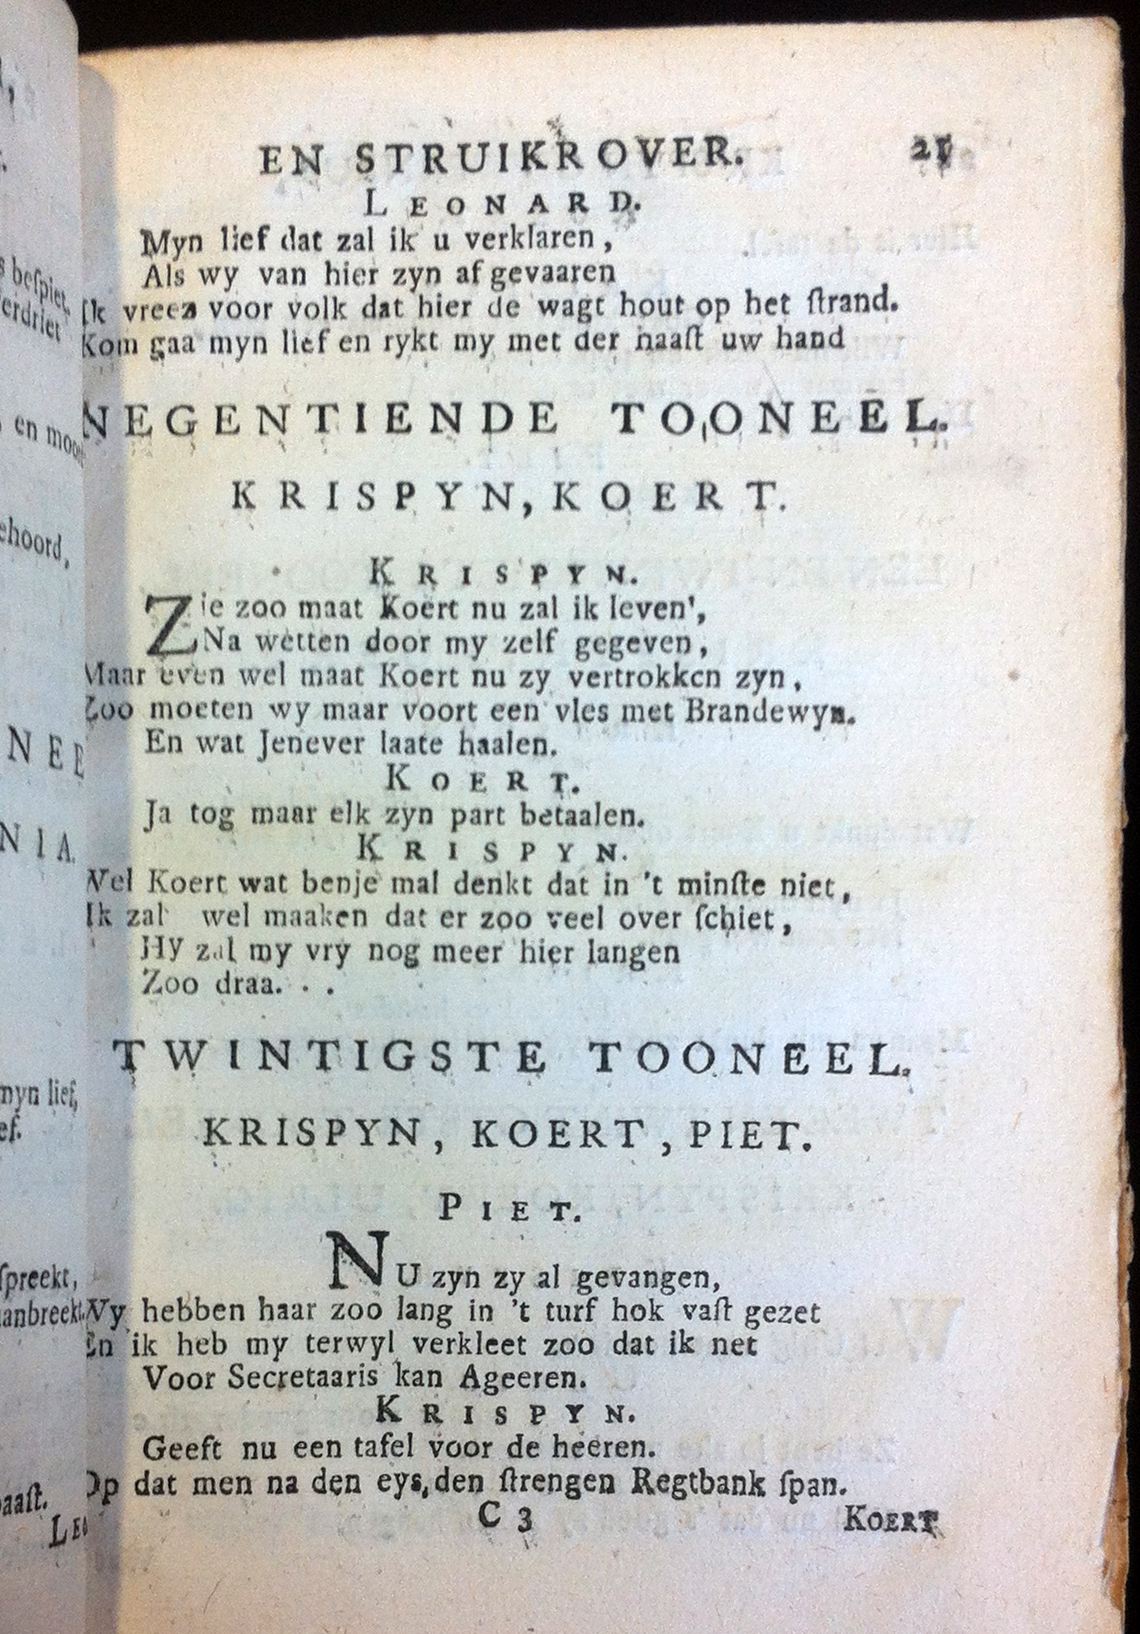 EN STRUIKROVER. 21
LEONARD.
Myn lief dat zal ik u verklaren,
Als wy van hier zyn afgevaaren
Ik vrees voor volk dat hier de wagt hout op het ſtrand.
Kom gaa myn lief en rykt my met der haaſt uw hand
NEGENTIENDE TOONEEL.
KRISPYN, KOERT.
KRISPYN.
Zie zoo maat Koert nu zal ik leven',
Na wetten door my zelf gegeven,
Maar even wel maat Koert nu zy vertrokken zyn,
Zoo moeten wy maar voort een vles met Brandewyn.
En wat Jenever laate haalen.
KOERT.
Ja tog maar elk zyn part betaalen.
KRISPYN.
Wel Koert wat benje mal denkt dat in 't minſte niet,
Ik zal wel maaken dat er zoo veel over ſchiet,
Hy zal my vry nog meer hier langen
Zoo draa. . .
TWINTIGSTE TOONEEL.
KRISPYN, KOERT, PIET.
PIET.
NU zyn zy al gevangen,
Wy hebben haar zoo lang in 't turf hok vaſt gezet
En ik heb my terwyl verkleet zoo dat ik net
Voor Secretaaris kan Ageeren.
KRISPYN.
Geeft nu een tafel voor de heeren.
Op dat men na den eys, den ſtrengen Regtbank ſpan.
C 3 KOERT